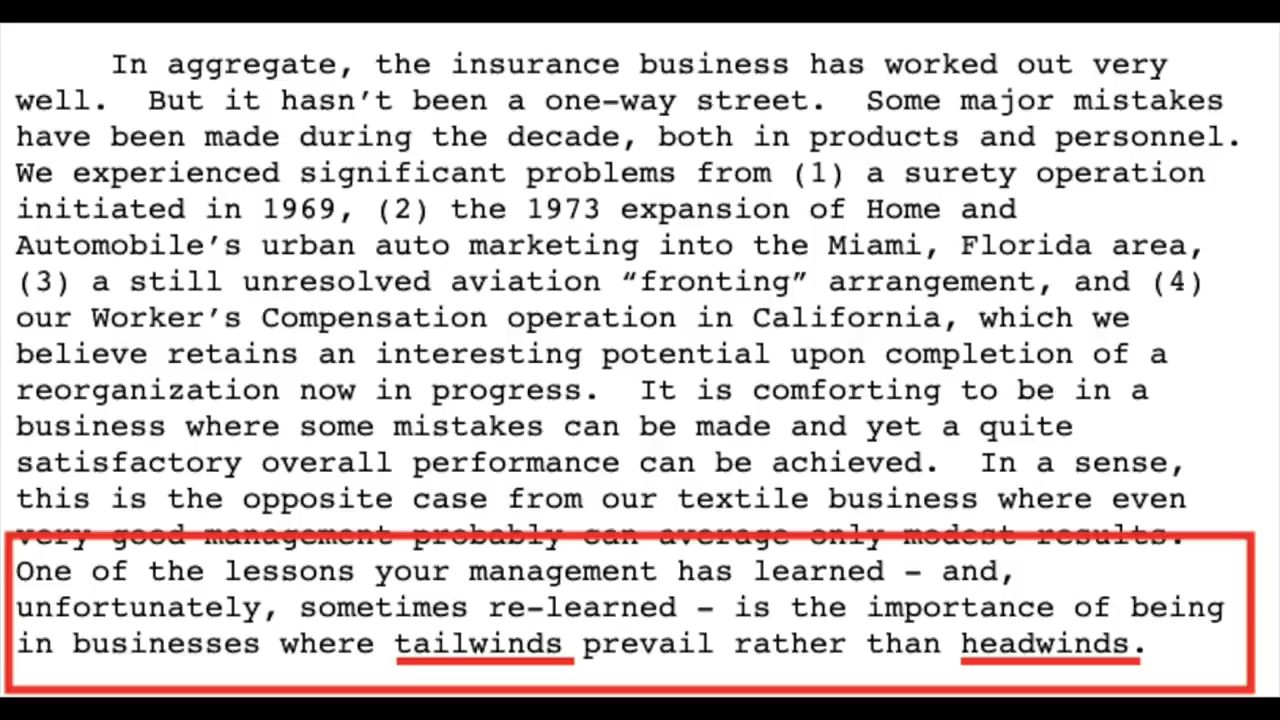 In aggregate, the insurance business has worked out very
well.  But it hasn’t been a one-way street.  Some major mistakes
have been made during the decade, both in products and personnel.
We experienced significant problems from (1) a surety operation
initiated in 1969, (2) the 1973 expansion of Home and
Automobile’s urban auto marketing into the Miami, Florida area,
(3) a still unresolved aviation “fronting” arrangement, and (4)
our Worker’s Compensation operation in California, which we
believe retains an interesting potential upon completion of a
reorganization now in progress.  It is comforting to be in a
business where some mistakes can be made and yet a quite
satisfactory overall performance can be achieved.  In a sense,
this is the opposite case from our textile business where even
very good management probably can average only modest results.
One of the lessons your management has learned – and,
unfortunately, sometimes re-learned – is the importance of being
in businesses where tailwinds prevail rather than headwinds.